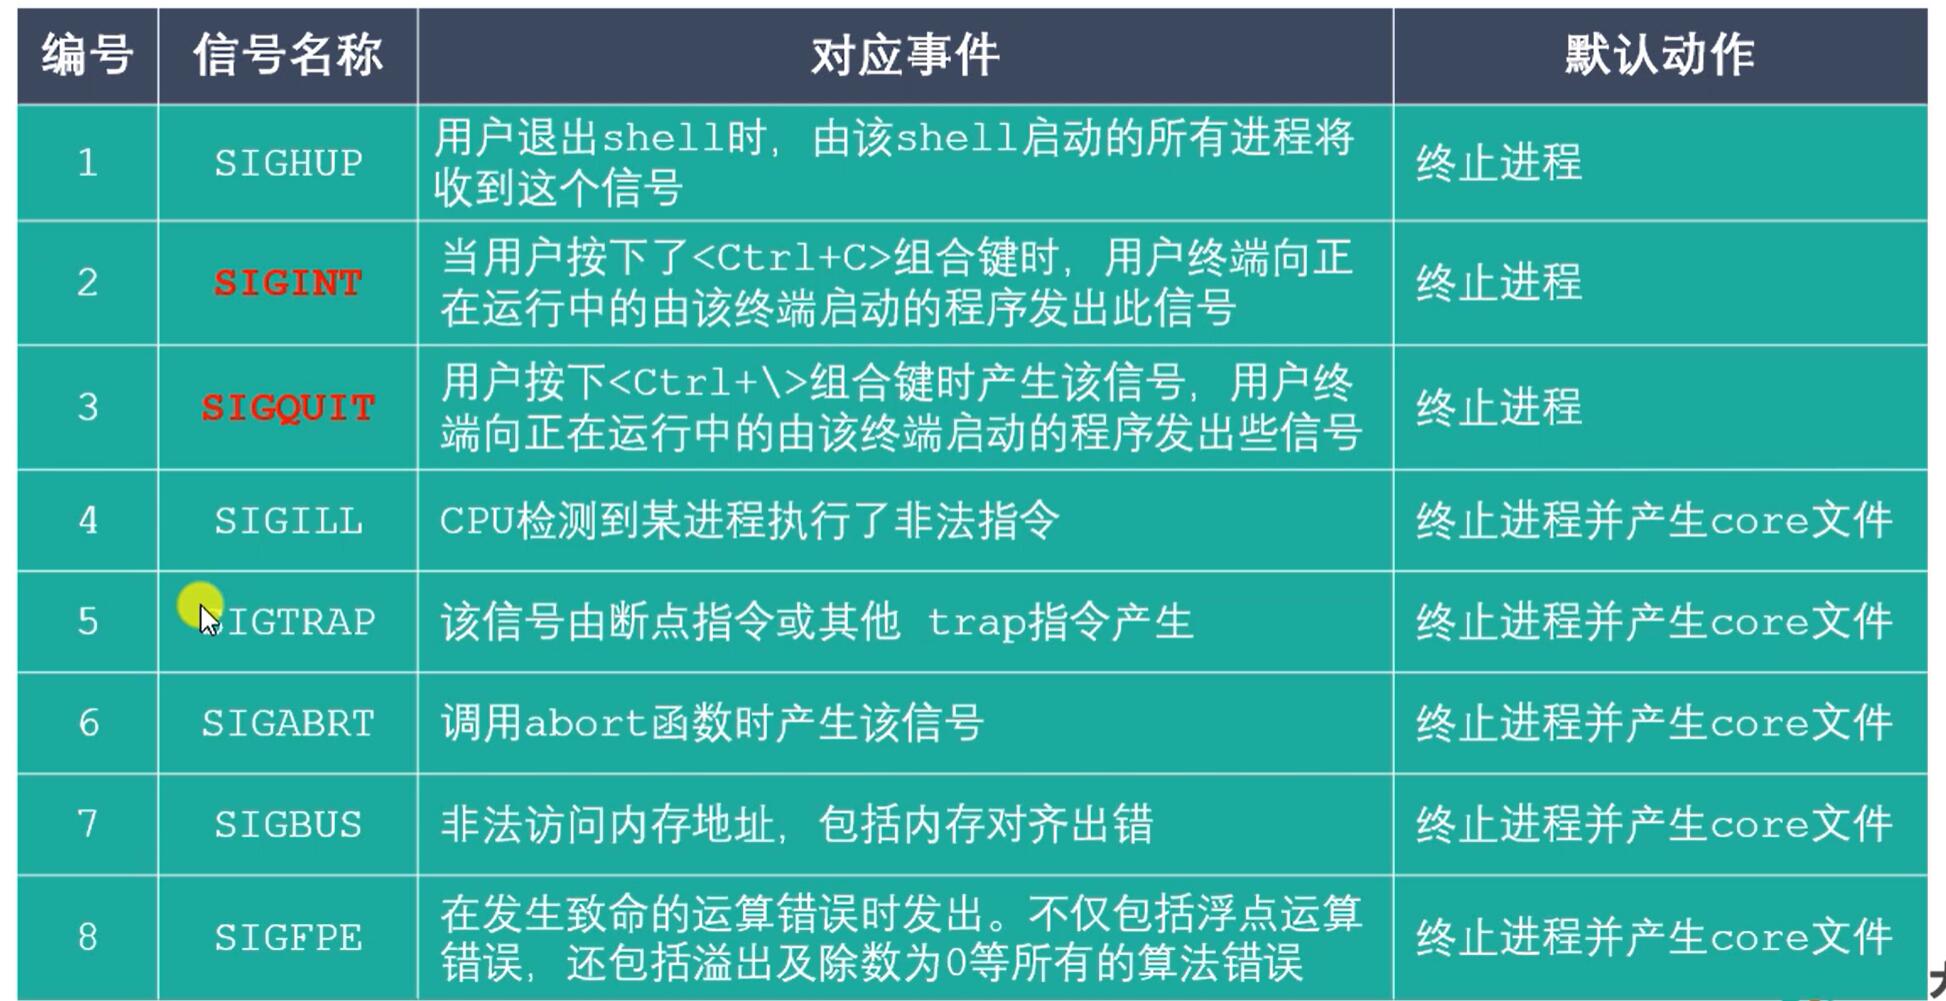 编号 信号名称 对应事件 默认动作
1 SIGHUP 用户退出shell时，由该shell启动的所有进程将
收到这个信号 终止进程
2 SIGINT 当用户按下了<Ctrl+C>组合键时，用户终端向正
在运行中的由该终端启动的程序发出此信号 终止进程
3 SIGQUIT 用户按下<Ctrl+\>组合键时产生该信号，用户终
端向正在运行中的由该终端启动的程序发出些信号 终止进程
4 SIGILL CPU检测到某进程执行了非法指令 终止进程并产生core文件
5 SIGTRAP 该信号由断点指令或其他 trap指令产生 终止进程并产生core文件
6 SIGABRT 调用abort函数时产生该信号 终止进程并产生core文件
7 SIGBUS 非法访问内存地址，包括内存对齐出错 终止进程并产生core文件
8 SIGFPE 在发生致命的运算错误时发出。不仅包括浮点运算
错误，还包括溢出及除数为0等所有的算法错误 终止进程并产生core文件